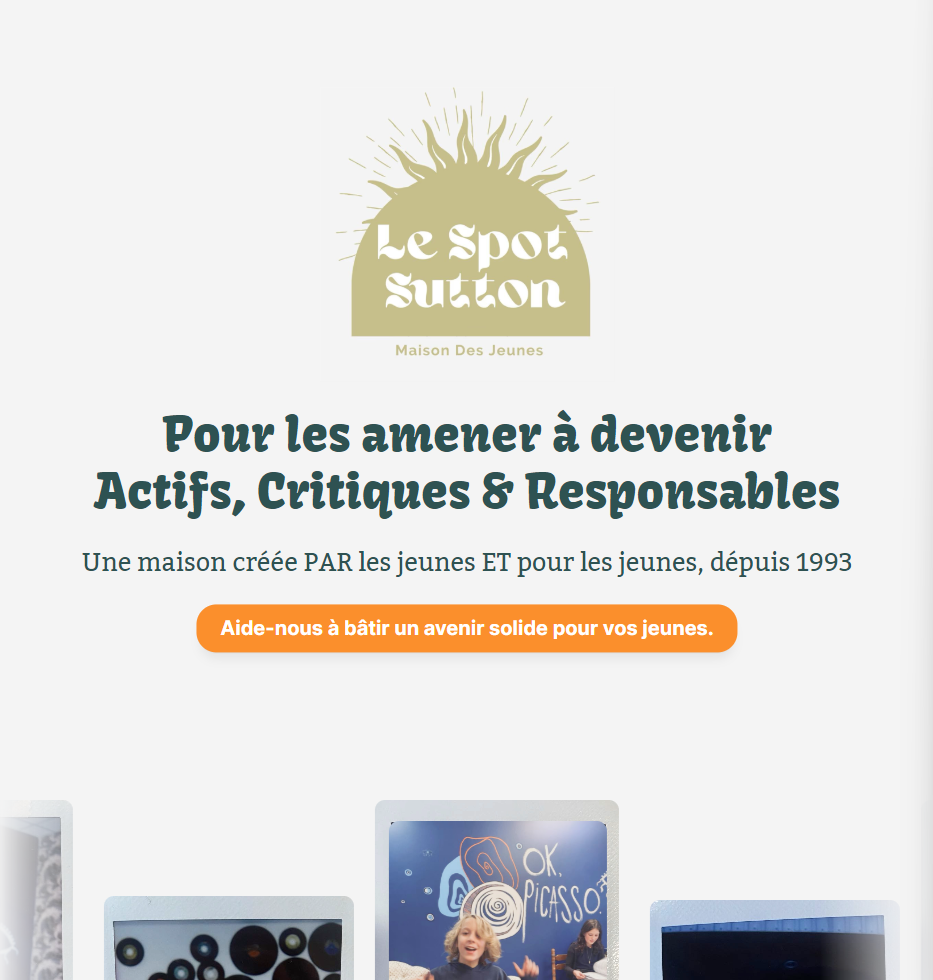 Le Spot
Sutton
Maison Des Jeunes
Pour les amener à devenir
Actifs, Critiques & Responsables
Une maison créée PAR les jeunes ET pour les jeunes, dépuis 1993
Aide-nous à bâtir un avenir solide pour vos jeunes.
OK,
PICASSO.